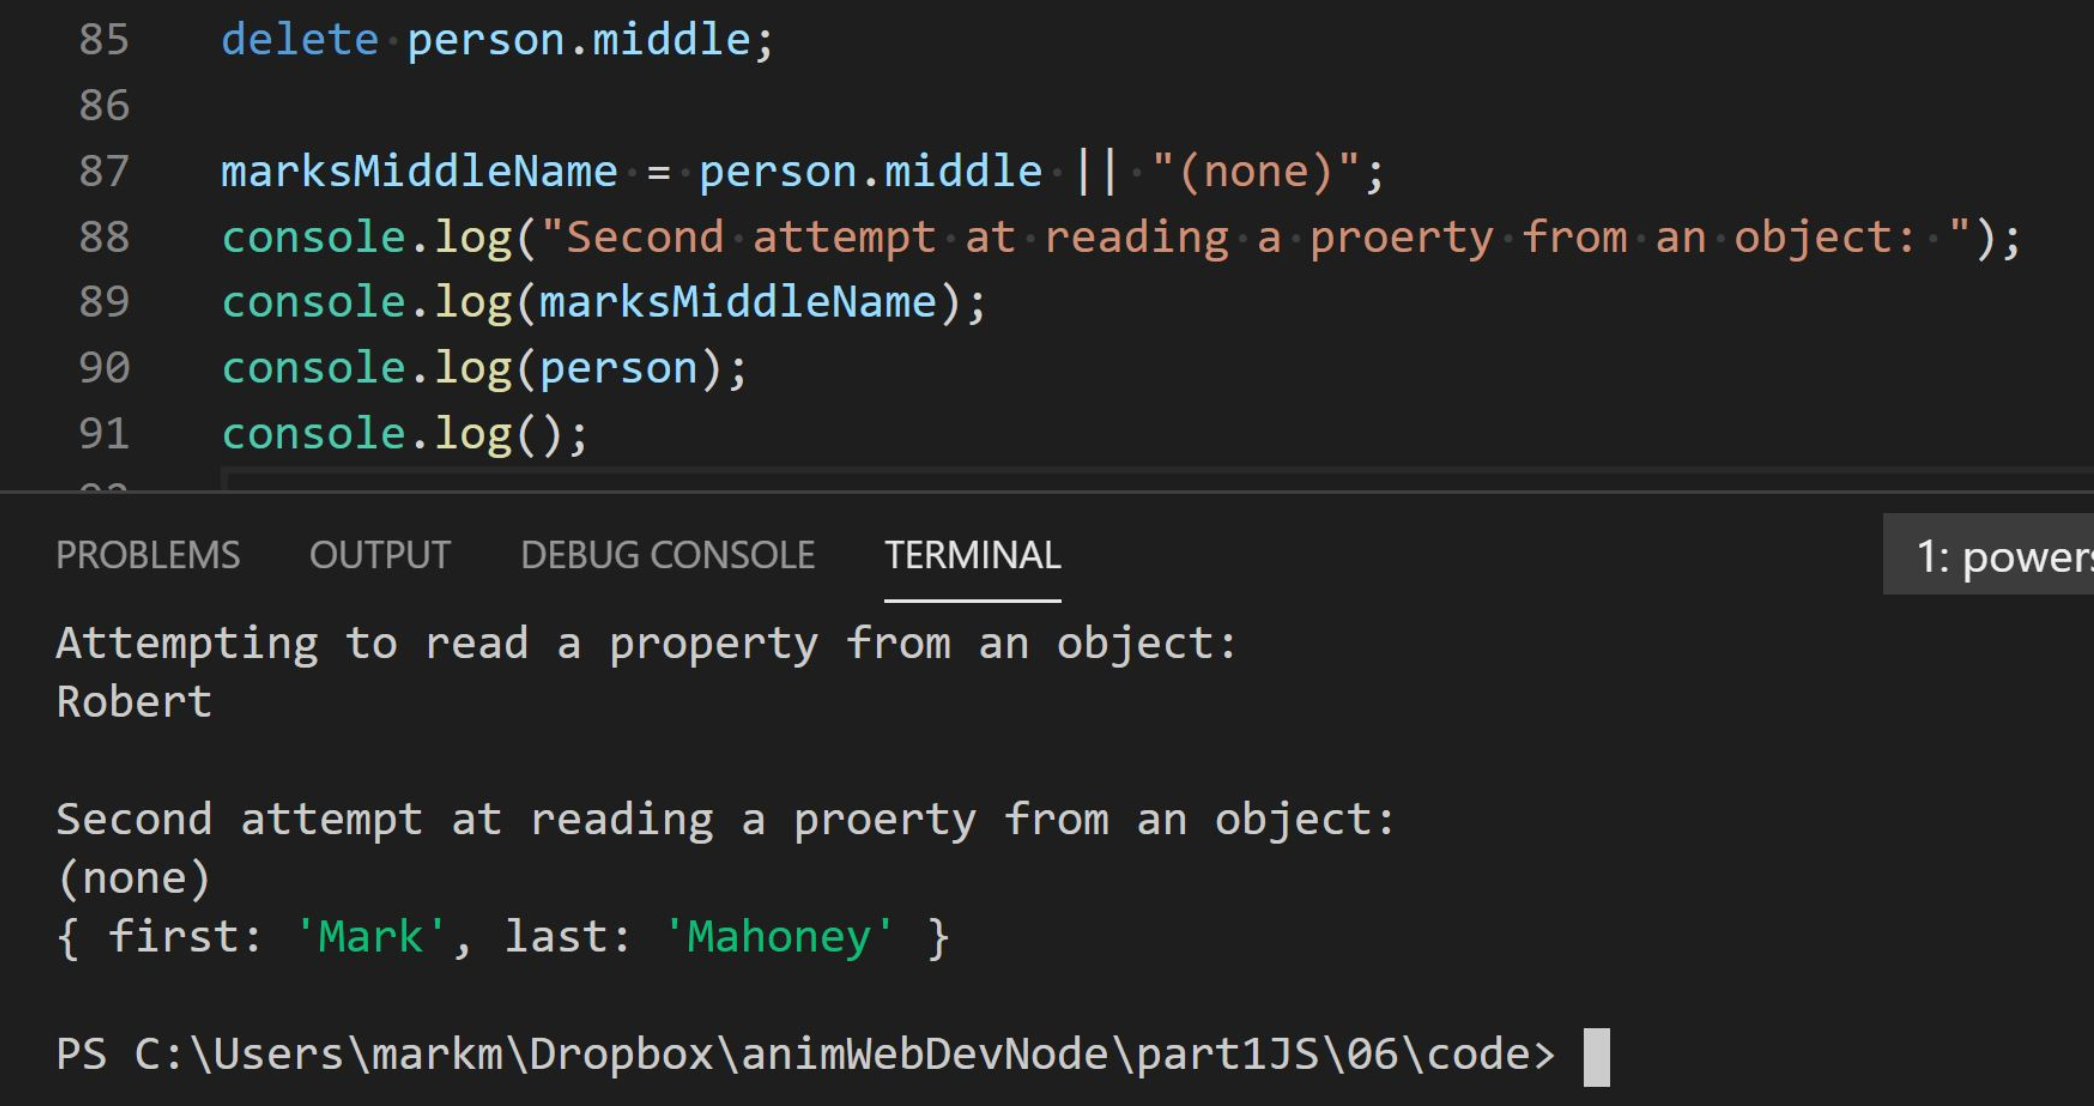 85 delete person.middle;
86
87 marksMiddleName = person.middle || "(none)";
88 console.log("Second attempt at reading a proerty from an object: ");
89 console.log(marksMiddleName);
90 console.log(person);
91 console.log();
PROBLEMS OUTPUT DEBUG CONSOLE TERMINAL 1: powers
Attempting to read a property from an object:
Robert
Second attempt at reading a proerty from an object:
(none)
{ first: 'Mark', last: 'Mahoney' }
PS C:\Users\markm\Dropbox\animWebDevNode\part1JS\06\code>